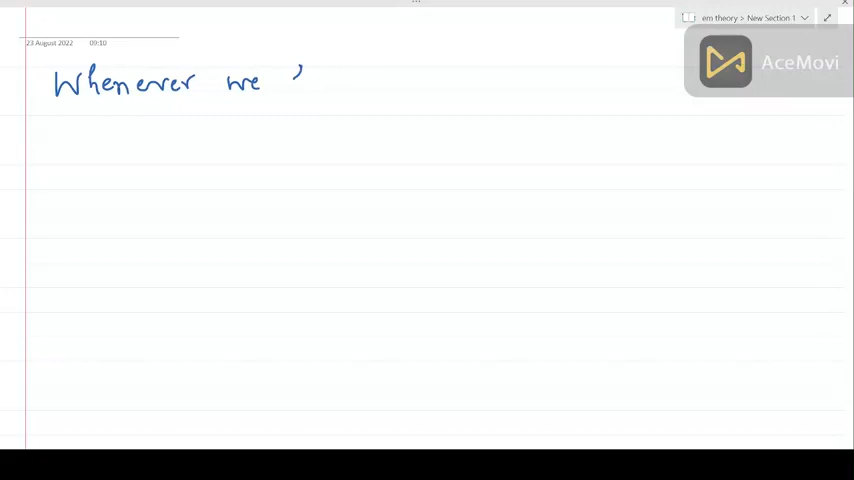 em theory > New Section 1
AceMovi
23 August 2022 09:10
Whenever we